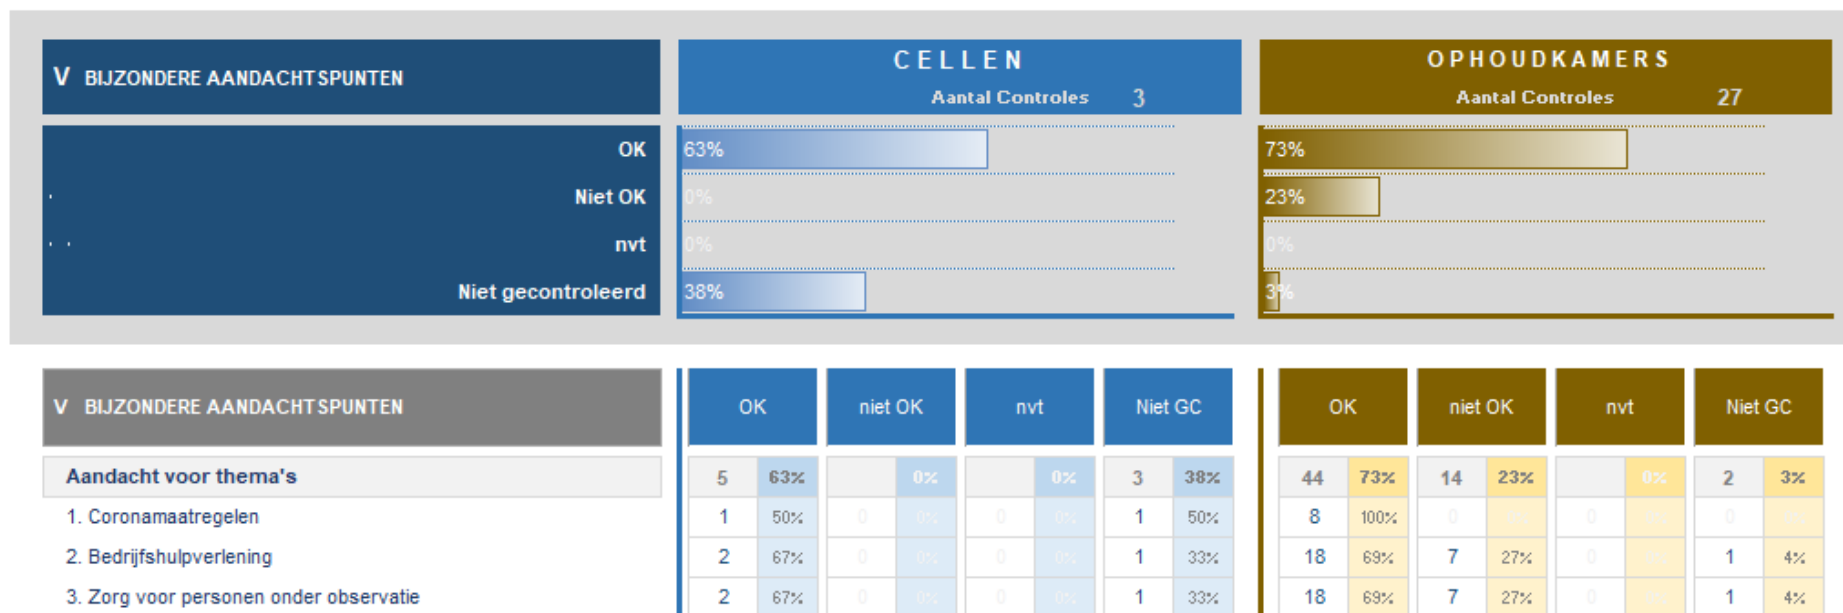 V BIJZONDERE AANDACHTSPUNTEN
CELLEN
Aantal Controles 3
OPHOUDKAMERS
Aantal Controles 27
OK 63% 73%
Niet OK 0% 23%
nvt 0% 0%
Niet gecontroleerd 38% 3%
V BIJZONDERE AANDACHTSPUNTEN OK niet OK nvt Niet GC OK niet OK nvt Niet GC
Aandacht voor thema's 5 63% 0% 0% 3 38% 44 73% 14 23% 0% 2 3%
1. Coronamaatregelen 1 50% 0 0% 0 0% 1 50% 8 100% 0 0% 0 0% 0
2. Bedrijfshulpverlening 2 67% 0 0% 0 0% 1 33% 18 69% 7 27% 0 0% 1 4%
3. Zorg voor personen onder observatie 2 67% 0 0% 0 0% 1 33% 18 69% 7 27% 0 0% 1 4%